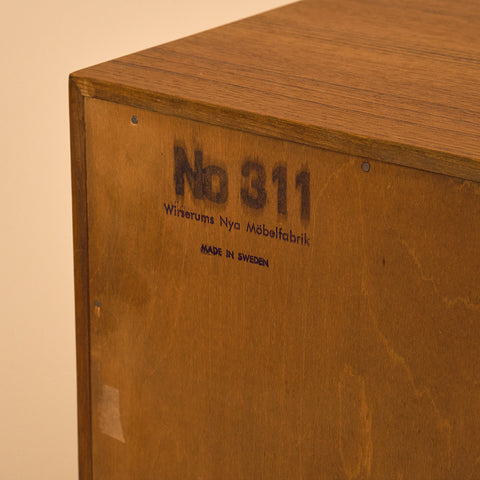 No 311
Wirserums Nya Möbelfabrik
MADE IN SWEDEN